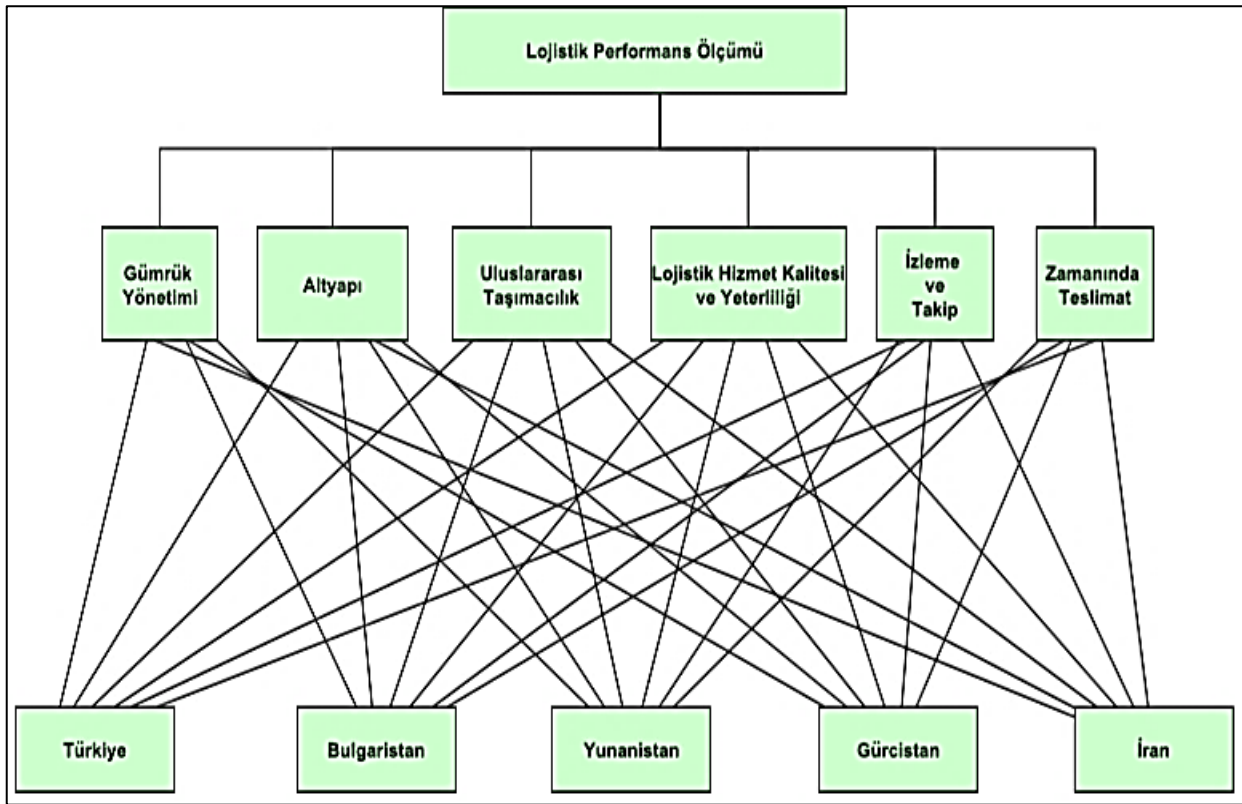 Lojistik Performans Ölçümü
Gümrük
Yönetimi
Altyapı
Uluslararası
Taşımacılık
Lojistik Hizmet Kalitesi
ve Yeterliliği
İzleme
ve
Takip
Zamanında
Teslimat
Türkiye
Bulgaristan
Yunanistan
Gürcistan
İran